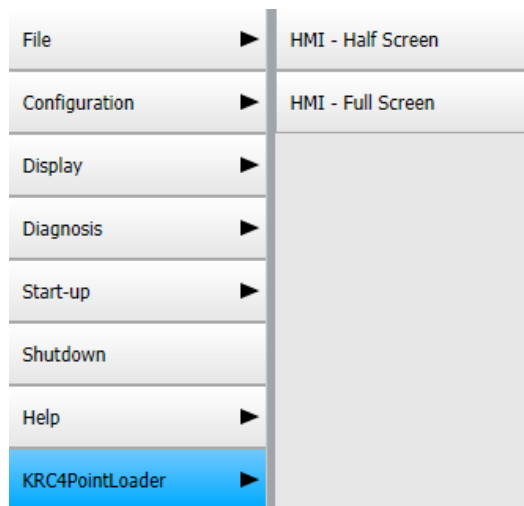 File
Configuration
Display
Diagnosis
Start-up
Shutdown
Help
KRC4PointLoader
HMI - Half Screen
HMI - Full Screen